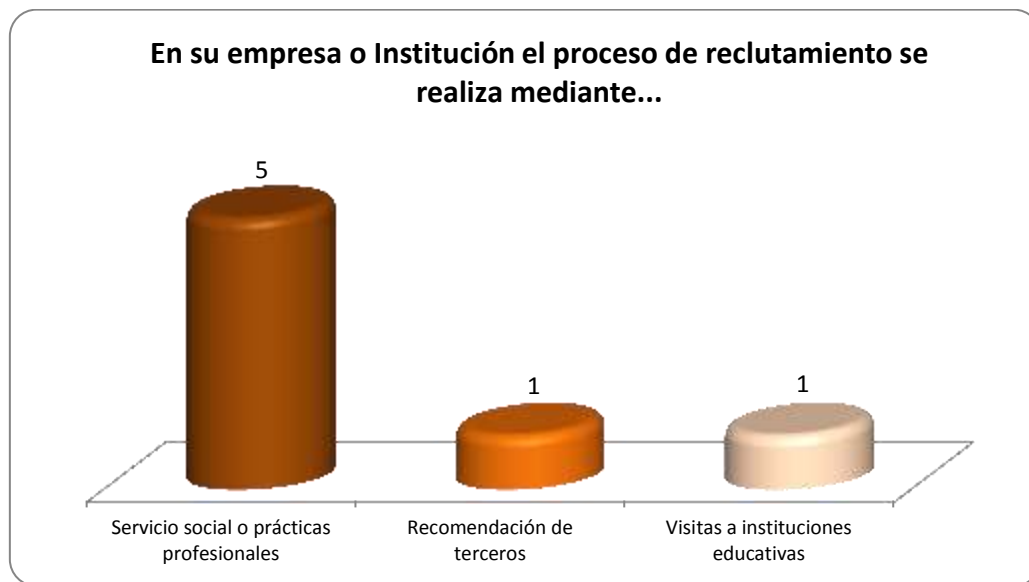 En su empresa o Institución el proceso de reclutamiento se
realiza mediante...
5
1
1
Servicio social o prácticas
profesionales
Recomendación de
terceros
Visitas a instituciones
educativas